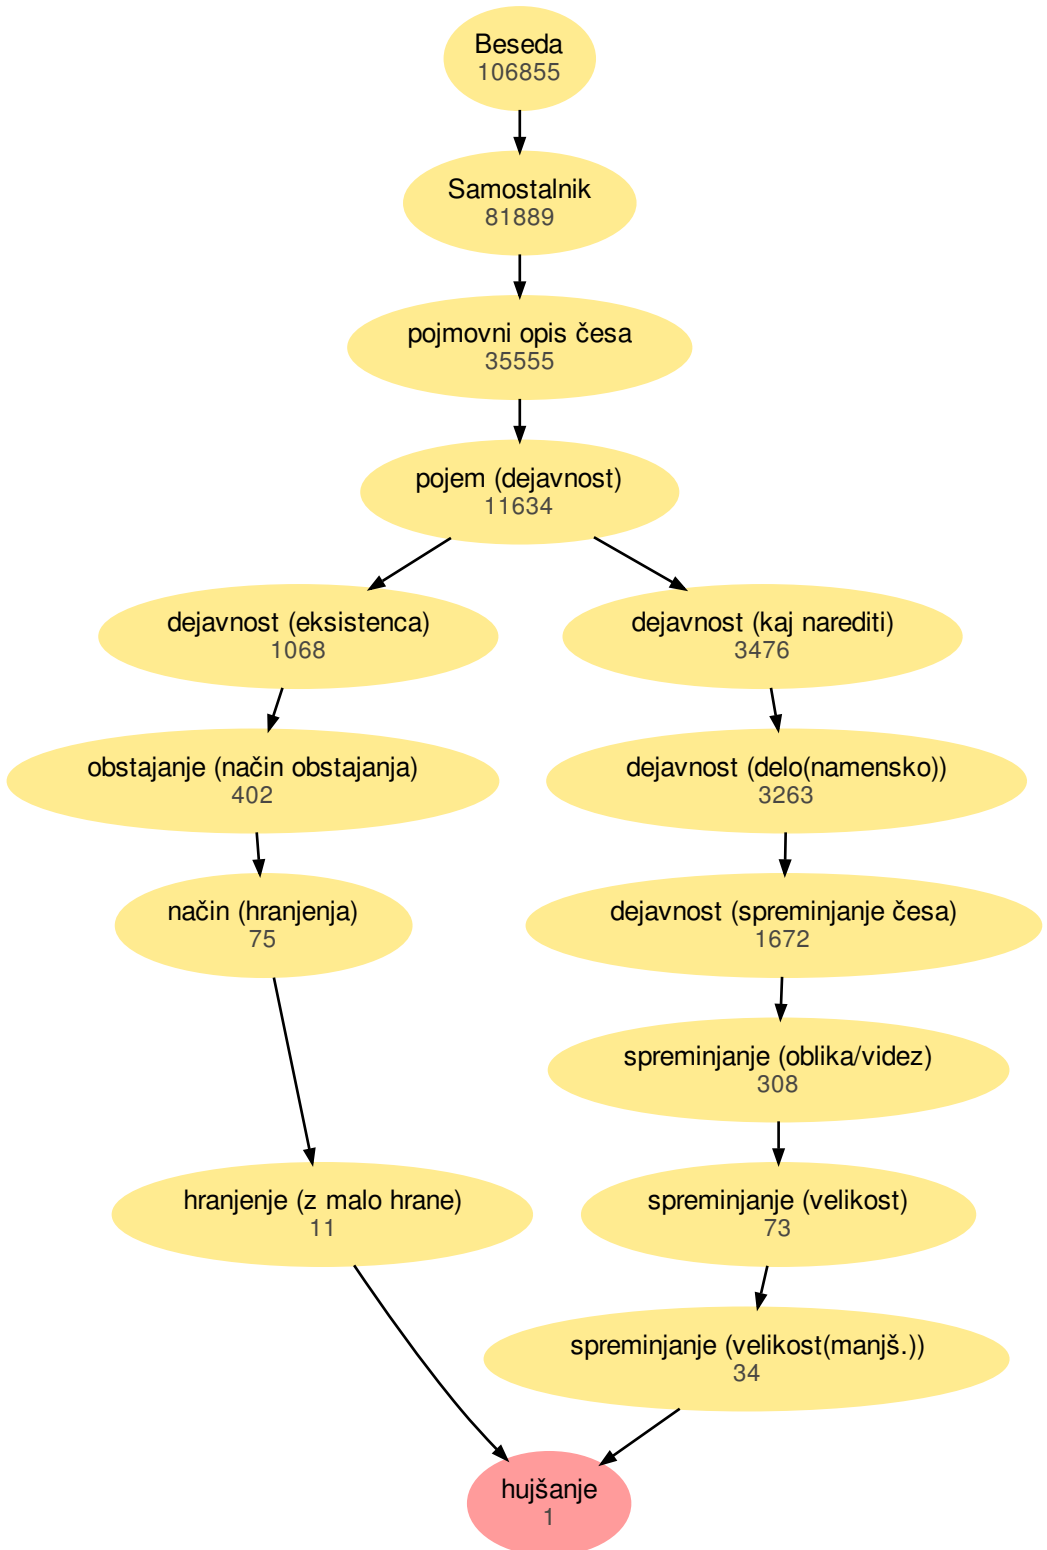 Beseda
106855
Samostalnik
81889
pojmovni opis česa
35555
pojem (dejavnost)
11634
dejavnost (eksistenca)
1068
dejavnost (kaj narediti)
3476
obstajanje (način obstajanja)
402
dejavnost (delo(namensko))
3263
način (hranjenja)
75
dejavnost (spreminjanje česa)
1672
spreminjanje (oblika/videz)
308
hranjenje (z malo hrane)
11
spreminjanje (velikost)
73
spreminjanje (velikost(manjš.))
34
hujšanje
1